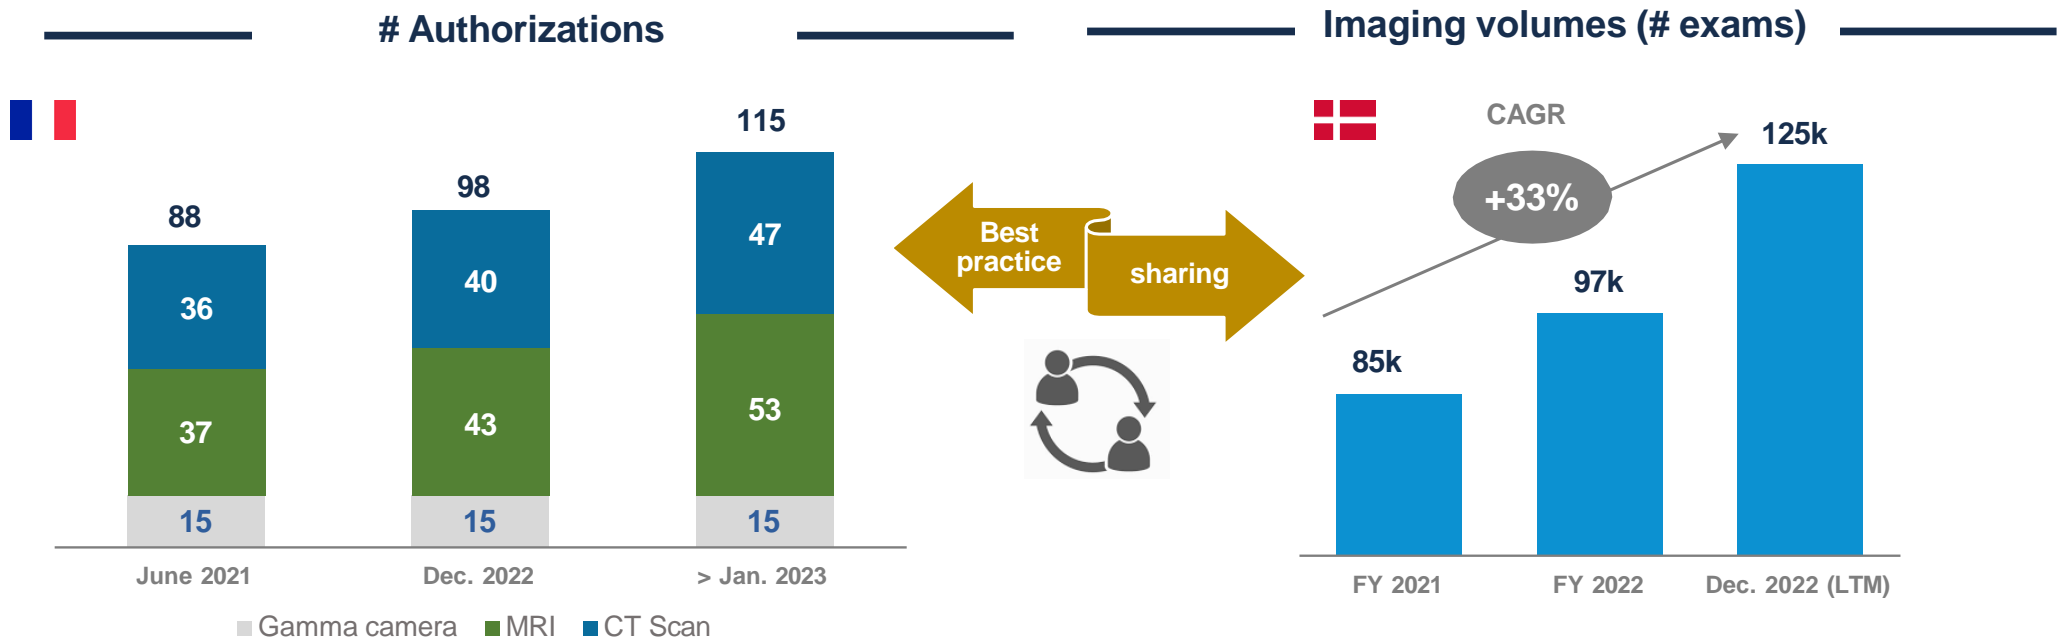 # Authorizations
88
36
37
15
98
40
43
15
115
47
53
15
June 2021
Dec. 2022
> Jan. 2023
Gamma camera
MRI
CT Scan
Best
practice
sharing
Imaging volumes (# exams)
CAGR
+33%
85k
97k
125k
FY 2021
FY 2022
Dec. 2022 (LTM)